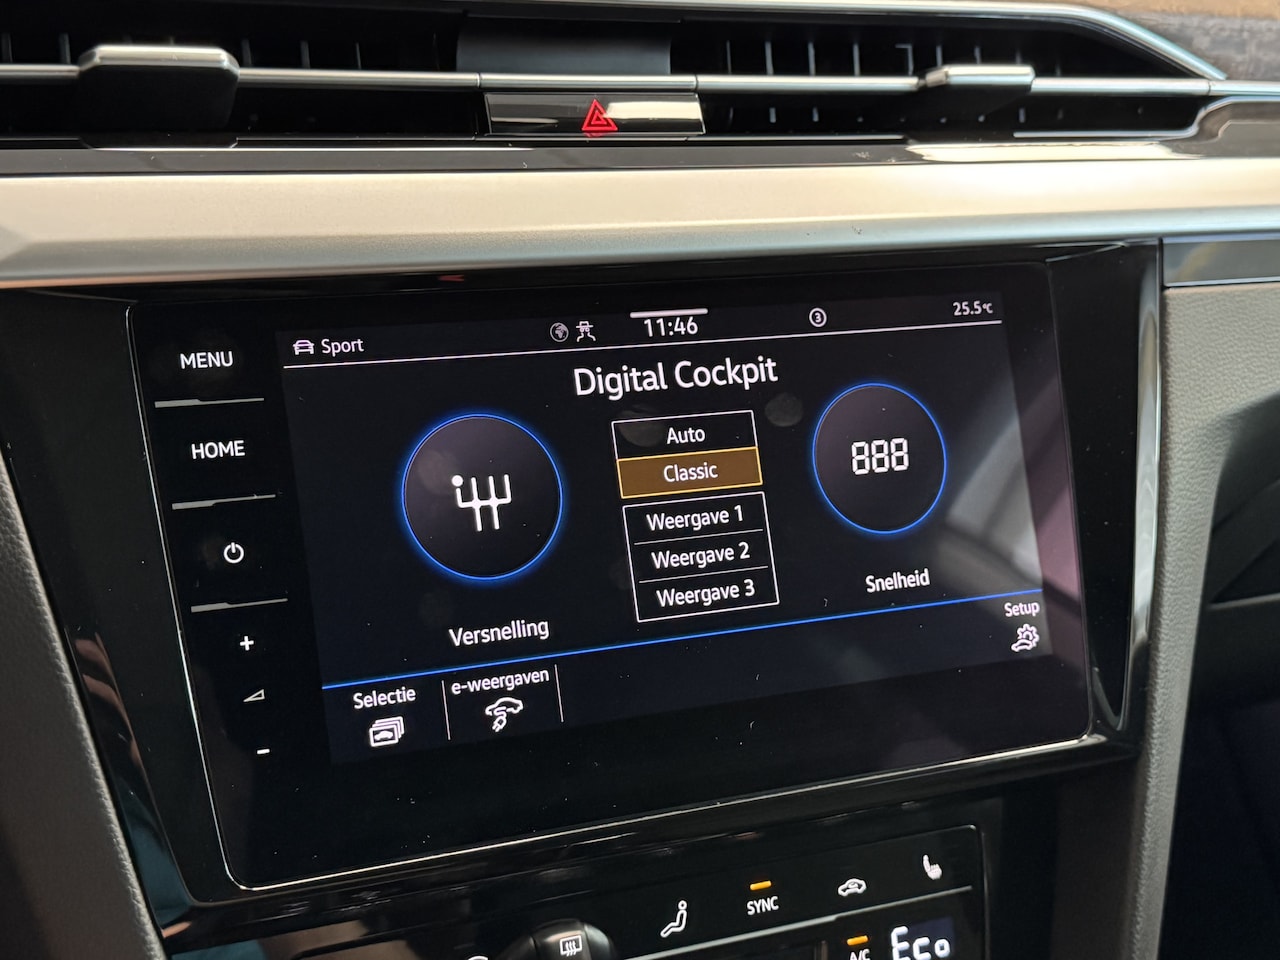 Sport
11:46
3
25.5°C
MENU
HOME
Digital Cockpit
Auto
Classic
Weergave 1
Weergave 2
Weergave 3
888
Versnelling
Snelheid
Selectie
e-weergaven
Setup
+
-
SYNC
A/C
Eco